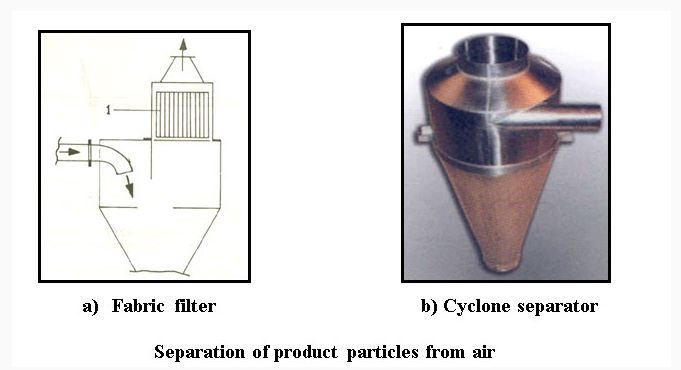 1
a) Fabric filter
b) Cyclone separator
Separation of product particles from air